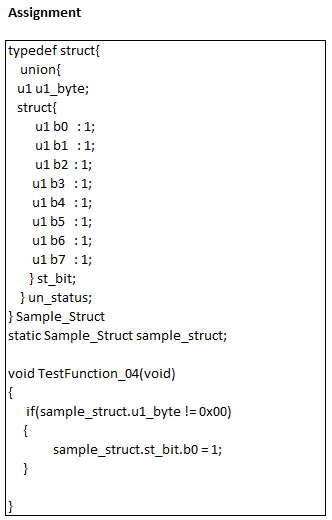 Assignment
typedef struct{
union{
u1 u1_byte;
struct{
u1 b0 : 1;
u1 b1 : 1;
u1 b2 : 1;
u1 b3 : 1;
u1 b4 : 1;
u1 b5 : 1;
u1 b6 : 1;
u1 b7 : 1;
} st_bit;
} un_status;
} Sample_Struct
static Sample_Struct sample_struct;
void TestFunction_04(void)
{
if(sample_struct.u1_byte != 0x00)
{
sample_struct.st_bit.b0 = 1;
}
}